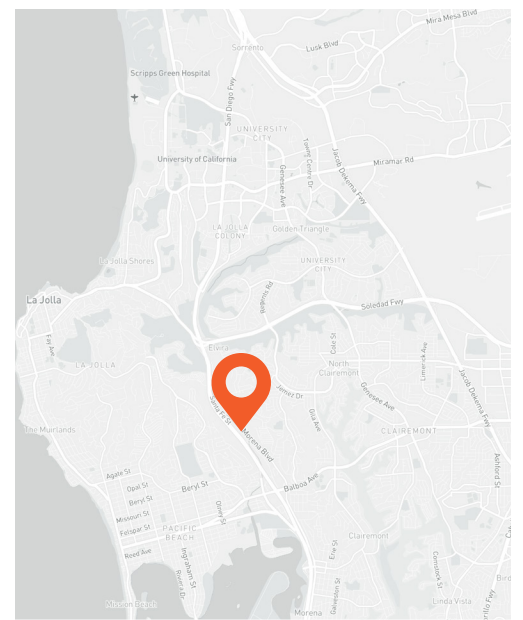 Mira Mesa Blvd
Sorrento
Lusk Blvd
Scripps Green Hospital
San Diego Fwy
UNIVERSITY
CITY
Towne Centre Dr
Jacob Dekema Fwy
University of California
Miramar Rd
Genesee Ave
LA JOLLA
COLONY
Golden Triangle
La Jolla Shores
UNIVERSITY
CITY
Regents Rd
La Jolla
Soledad Fwy
Fay Ave
Elvira
Cole St
Limerick Ave
LA JOLLA
North
Clairemont
Jacob Dekema Fwy
Jemez Dr
Genesee Ave
Santa Fe St
Gila Ave
The Muirlands
Morena Blvd
CLAIREMONT
Ashford St
Agate St
Opal St
Beryl St
Balboa Ave
Beryl St
Missouri St
Olney St
Felspar St
PACIFIC
BEACH
Clairemont
Reed Ave
Erie St
Ingraham St
Comstock St
Riviera Dr
Galveston St
Mission Beach
Linda Vista
Morena